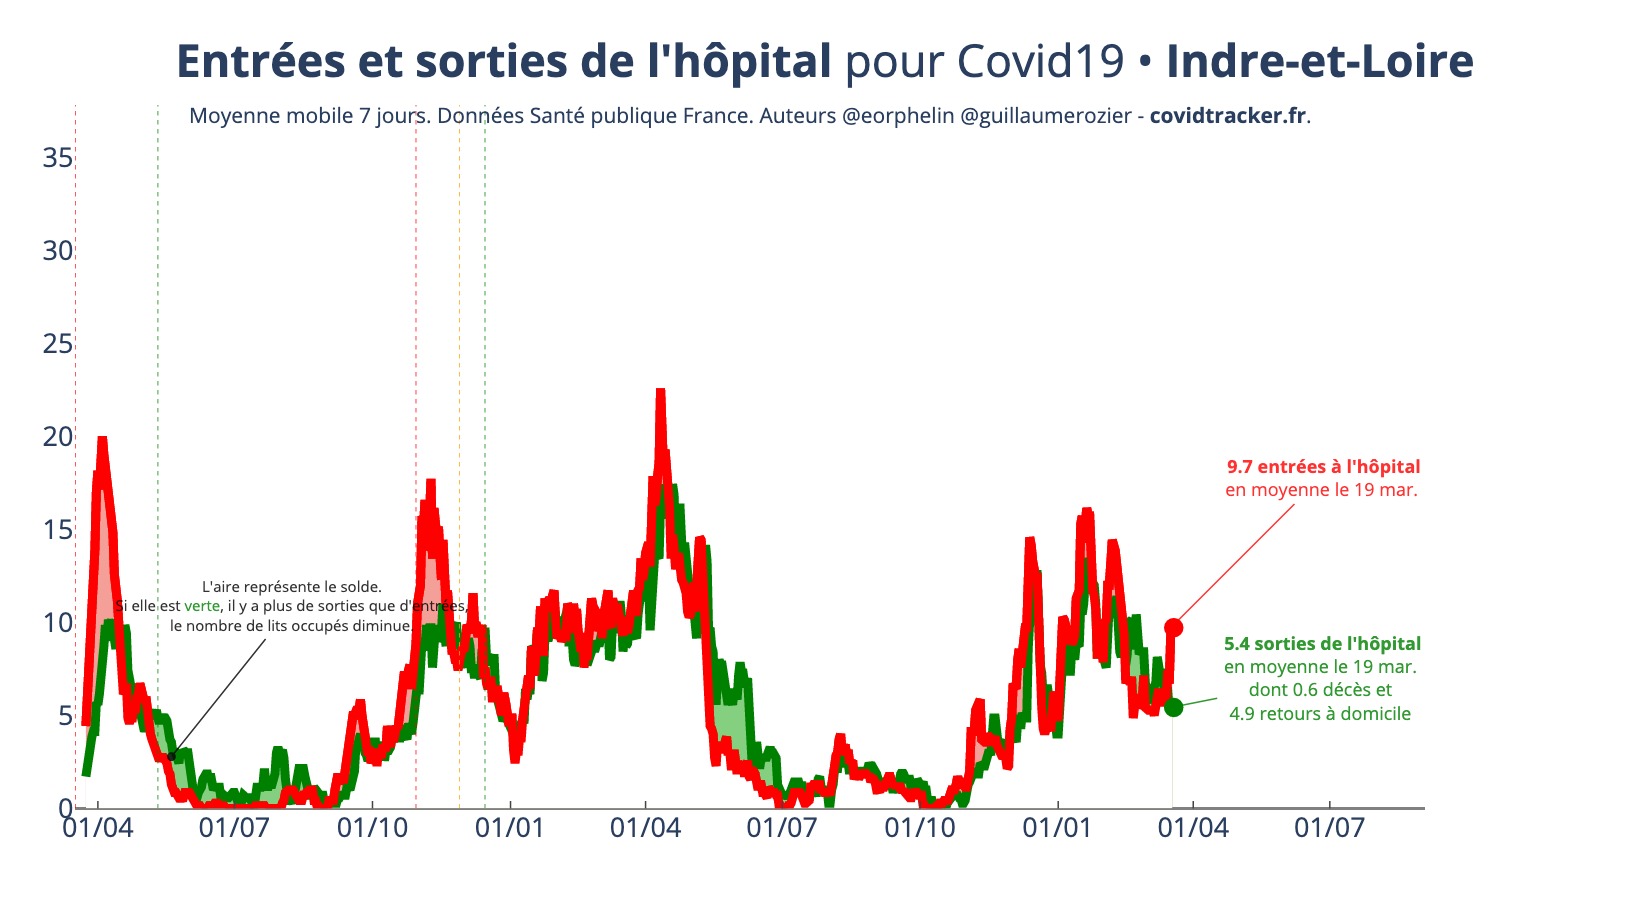 Entrées et sorties de l'hôpital pour Covid19 • Indre-et-Loire
Moyenne mobile 7 jours. Données Santé publique France. Auteurs @eorphelin @guillaumerozier - covidtracker.fr.
35
30
25
20
15
10
5
0
9.7 entrées à l'hôpital
en moyenne le 19 mar.
L'aire représente le solde.
Si elle est verte, il y a plus de sorties que d'entrées,
le nombre de lits occupés diminue.
5.4 sorties de l'hôpital
en moyenne le 19 mar.
dont 0.6 décès et
4.9 retours à domicile
01/04 01/07 01/10 01/01 01/04 01/07 01/10 01/01 01/04 01/07